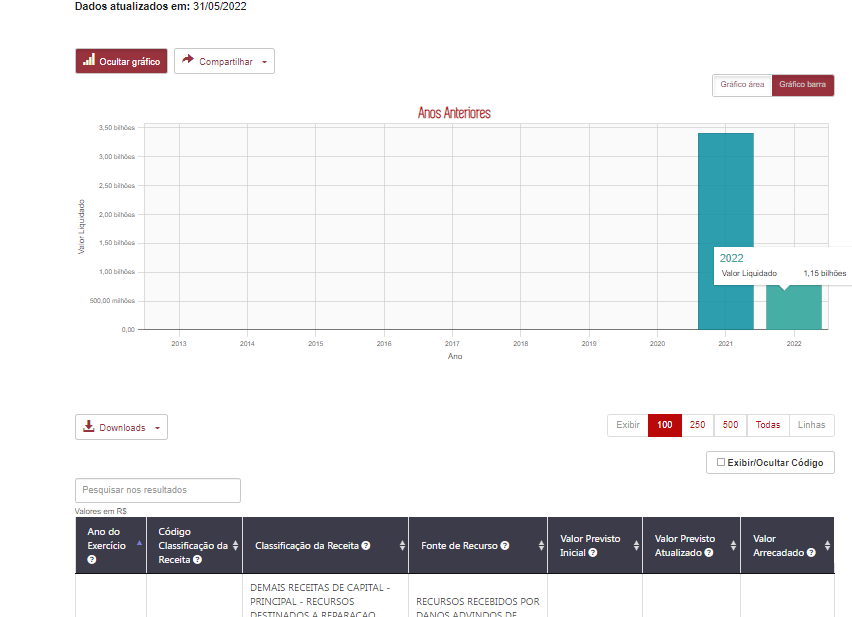 Dados atualizados em: 31/05/2022
Ocultar gráfico
Compartilhar
Gráfico área
Gráfico barra
Anos Anteriores
Valor Liquidado
3,50 bilhões
3,00 bilhões
2,50 bilhões
2,00 bilhões
1,50 bilhões
1,00 bilhões
500,00 milhões
0,00
2022
Valor Liquidado 1,15 bilhões
2013 2014 2015 2016 2017 2018 2019 2020 2021 2022
Ano
Downloads
Exibir 100 250 500 Todas Linhas
Exibir/Ocultar Código
Pesquisar nos resultados
Valores em R$
Ano do
Exercício
Código
Classificação da
Receita
Classificação da Receita
Fonte de Recurso
Valor Previsto
Inicial
Valor Previsto
Atualizado
Valor
Arrecadado
DEMAIS RECEITAS DE CAPITAL -
PRINCIPAL - RECURSOS
DESTINADOS A REPARACAO
RECURSOS RECEBIDOS POR
DANOS ADVINDOS DE